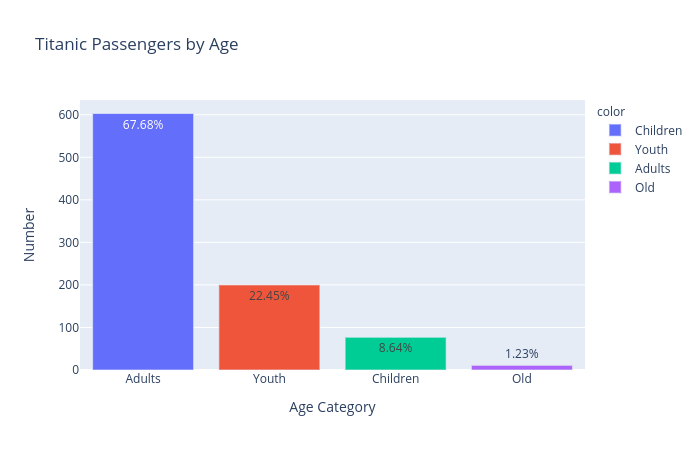 Titanic Passengers by Age
color
Children
Youth
Adults
Old
Number
600
500
400
300
200
100
0
67.68%
22.45%
8.64%
1.23%
Adults
Youth
Children
Old
Age Category